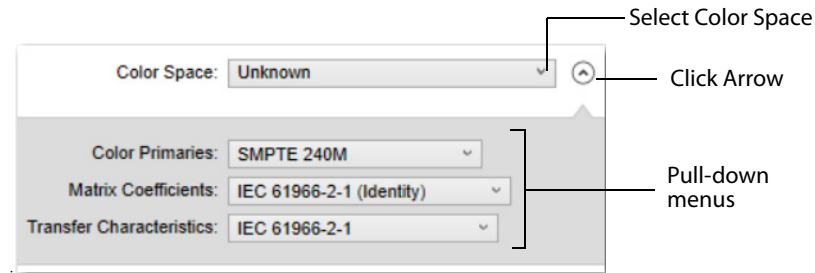 Select Color Space
Color Space: Unknown
Click Arrow
Color Primaries: SMPTE 240M
Matrix Coefficients: IEC 61966-2-1 (Identity)
Pull-down
menus
Transfer Characteristics: IEC 61966-2-1